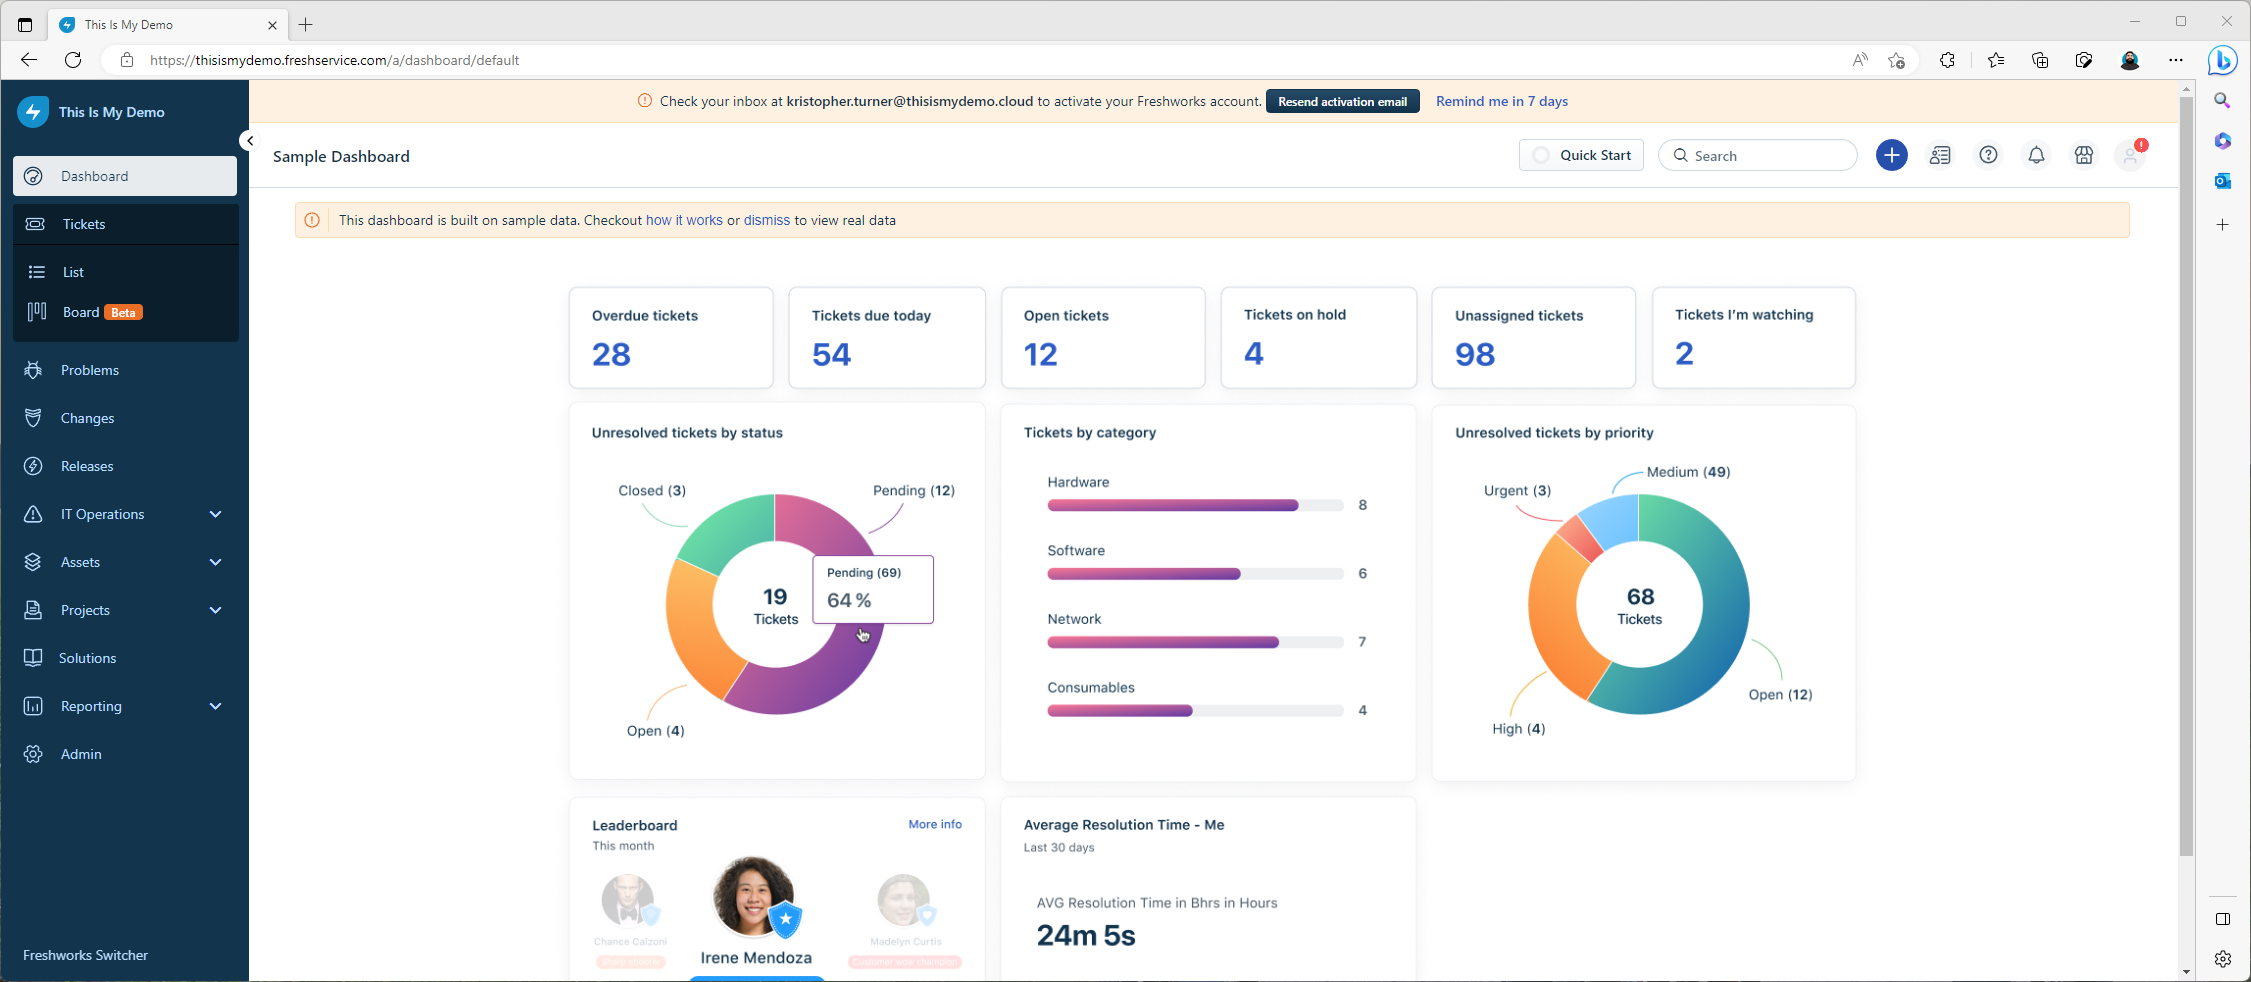 This Is My Demo
https://thisismydemo.freshservice.com/a/dashboard/default
This Is My Demo
Check your inbox at kristopher.turner@thisismydemo.cloud to activate your Freshworks account. Resend activation email Remind me in 7 days
Sample Dashboard
Quick Start
Search
Dashboard
Tickets
List
Board Beta
Problems
Changes
Releases
IT Operations
Assets
Projects
Solutions
Reporting
Admin
Freshworks Switcher
This dashboard is built on sample data. Checkout how it works or dismiss to view real data
Overdue tickets
28
Tickets due today
54
Open tickets
12
Tickets on hold
4
Unassigned tickets
98
Tickets I'm watching
2
Unresolved tickets by status
Closed (3)
Pending (12)
Pending (69)
64 %
19
Tickets
Open (4)
Tickets by category
Hardware
8
Software
6
Network
7
Consumables
4
Unresolved tickets by priority
Medium (49)
Urgent (3)
68
Tickets
Open (12)
High (4)
Leaderboard
More info
This month
Chance Calzoni
Irene Mendoza
Madelyn Curtis
Customer wow champion
Average Resolution Time - Me
Last 30 days
AVG Resolution Time in Bhrs in Hours
24m 5s